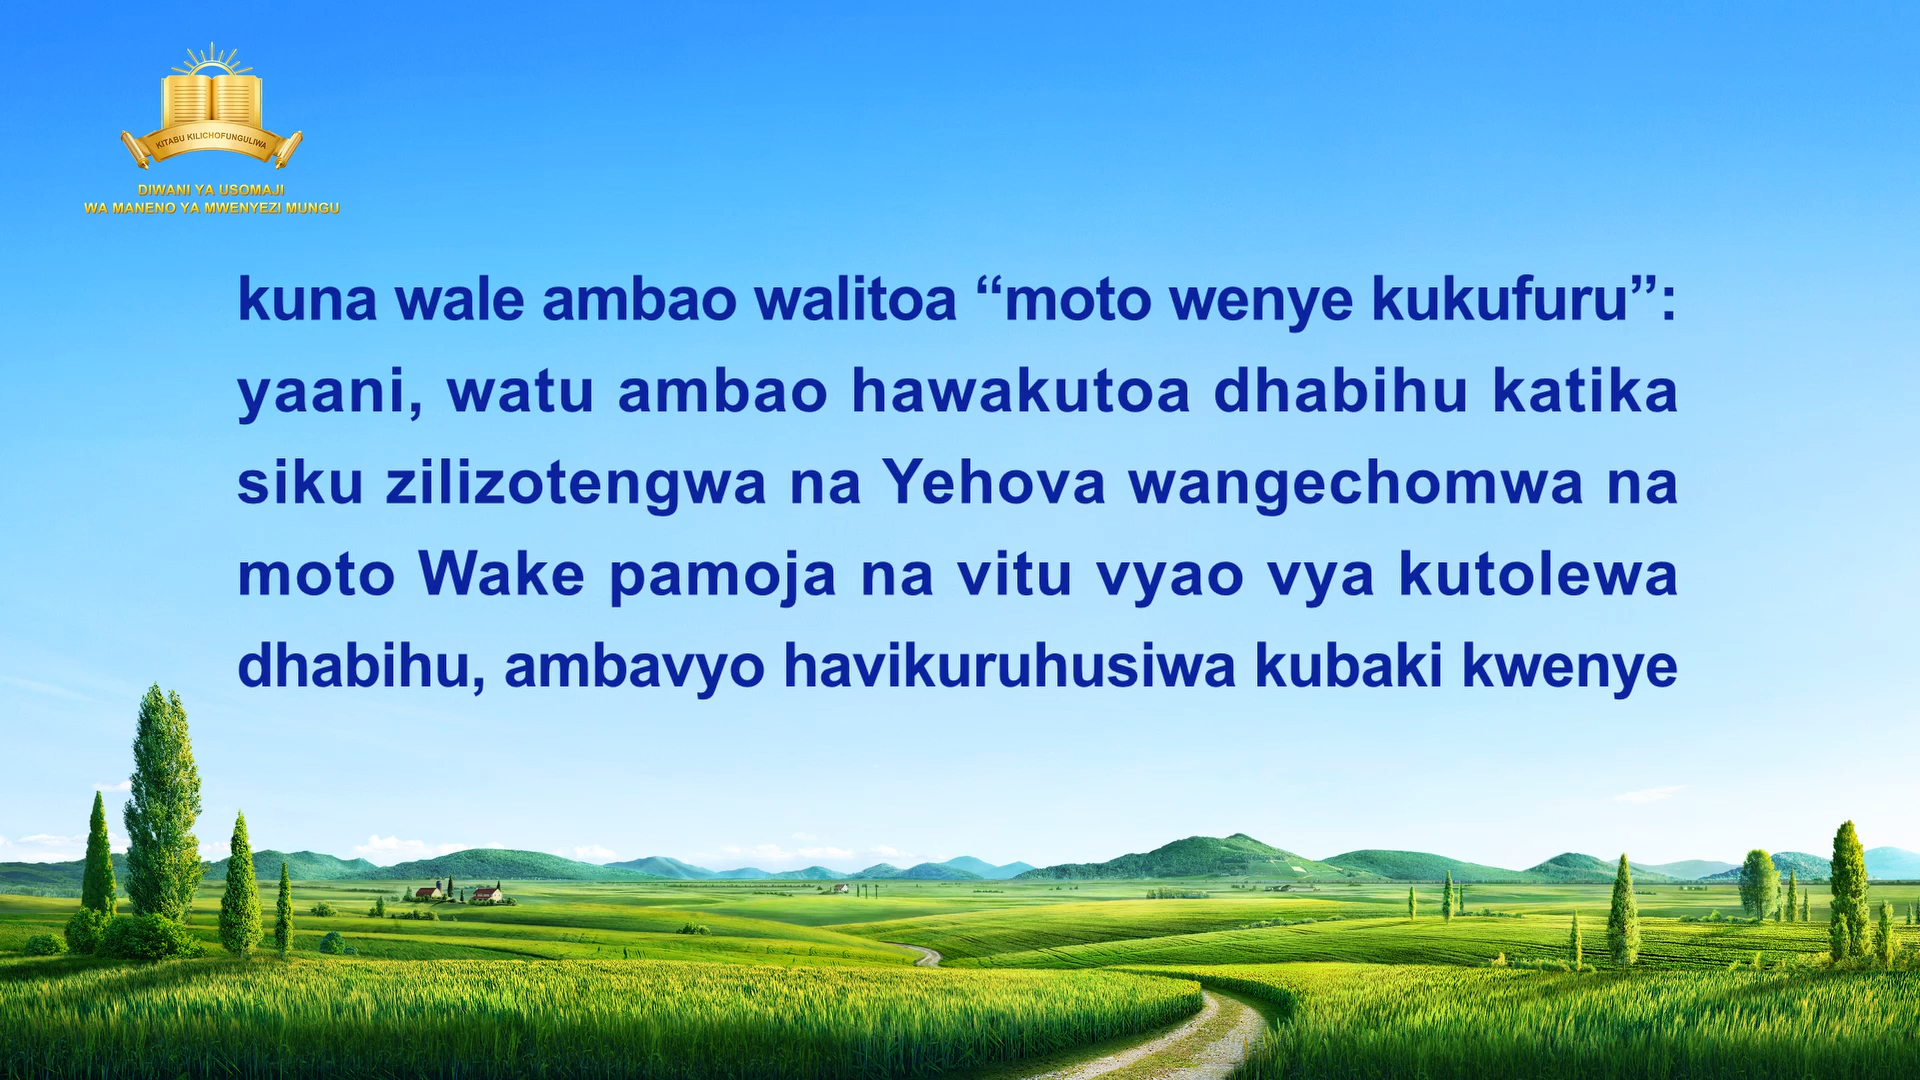 KITABU KILICHOFUNGULIWA
DIWANI YA USOMAJI
WA MANENO YA MWENYEZI MUNGU
kuna wale ambao walitoa “moto wenye kukufuru”:
yaani, watu ambao hawakutoa dhabihu katika
siku zilizotengwa na Yehova wangechomwa na
moto Wake pamoja na vitu vyao vya kutolewa
dhabihu, ambavyo havikuruhusiwa kubaki kwenye